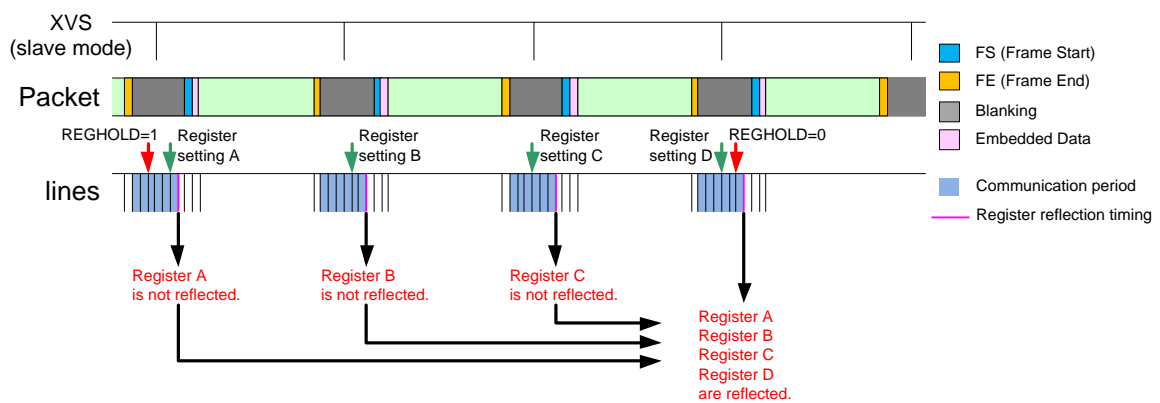 XVS
(slave mode)
FS (Frame Start)
FE (Frame End)
Blanking
Embedded Data
Packet
REGHOLD=1
Register
setting A
Register
setting B
Register
setting C
Register
setting D
REGHOLD=0
lines
Communication period
Register reflection timing
Register A
is not reflected.
Register B
is not reflected.
Register C
is not reflected.
Register A
Register B
Register C
Register D
are reflected.